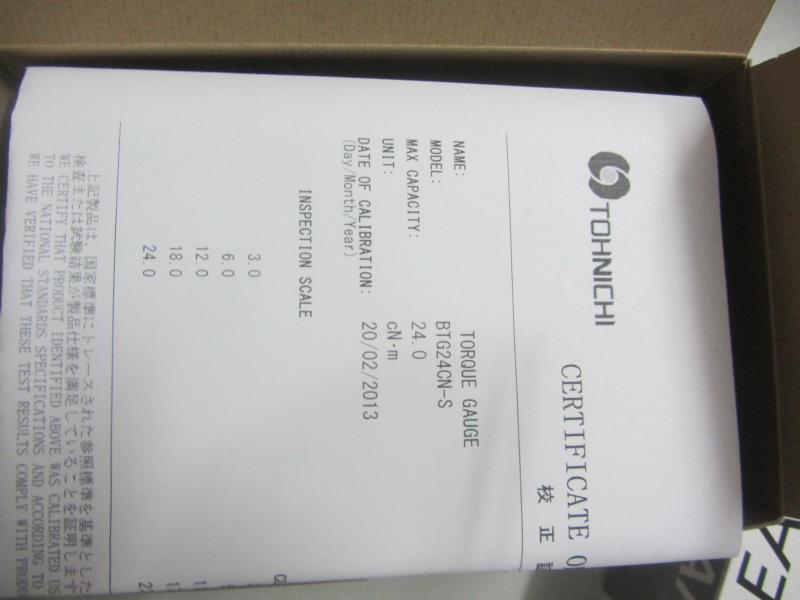 TOHNICHI
CERTIFICATE
校正
NAME: TORQUE GAUGE
MODEL: BTG24CN-S
MAX CAPACITY: 24.0
UNIT: cN·m
DATE OF CALIBRATION: 20/02/2013
(Day/Month/Year)
INSPECTION SCALE
3.0
6.0
12.0
18.0
24.0
上記製品は、国家標準にトレースされた参照標準を基準とした
検査または試験結果が製品仕様を満足していることを証明します
WE CERTIFY THAT PRODUCT IDENTIFIED ABOVE WAS CALIBRATED
TO THE NATIONAL STANDARDS SPECIFICATIONS AND ACCORDING TO
WE HAVE VERIFIED THAT THESE TEST RESULTS COMPLY WITH
EA